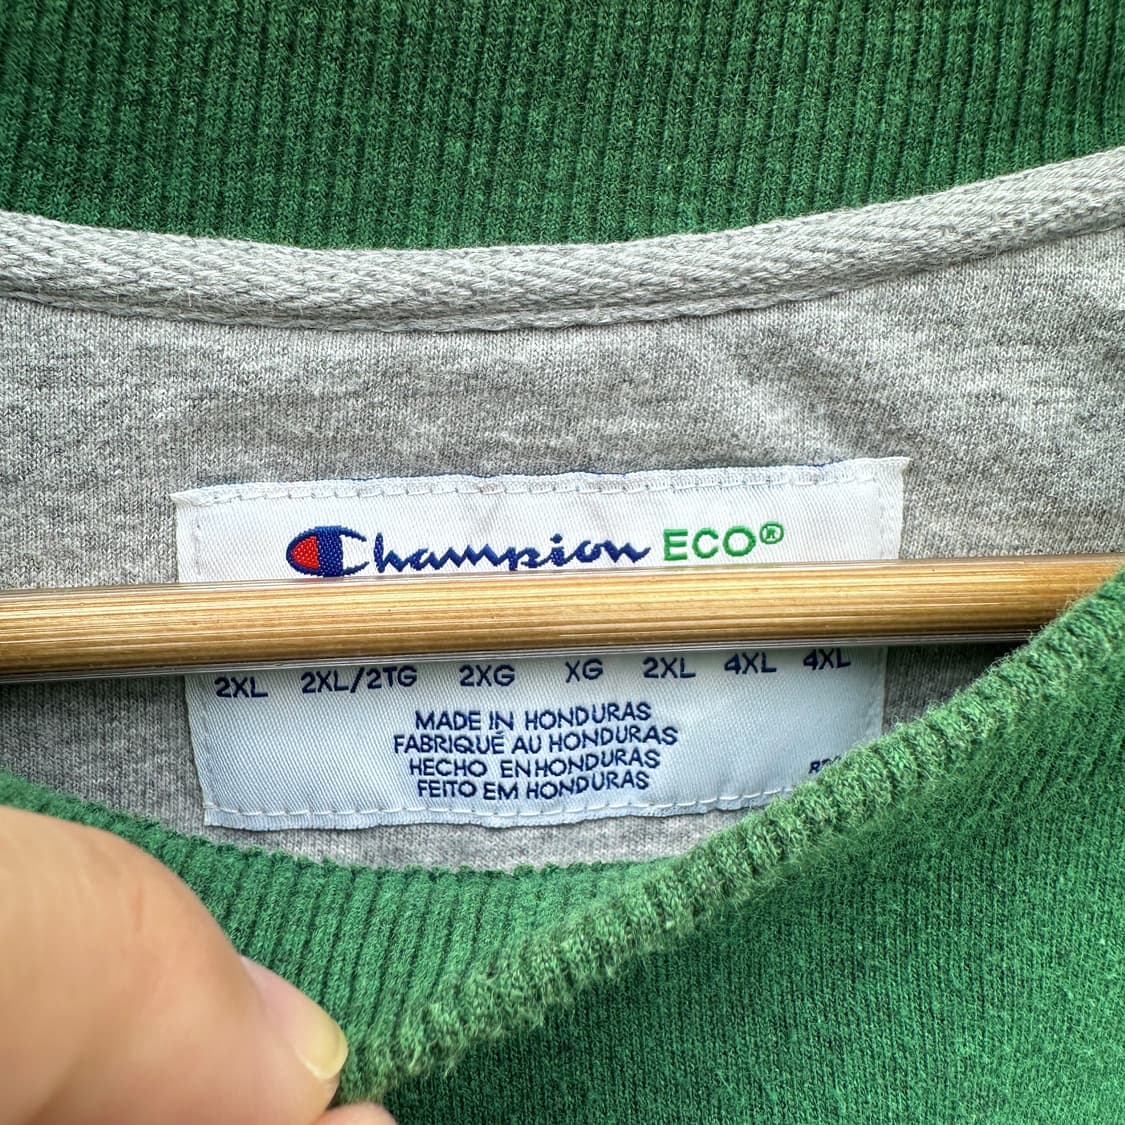 Champion ECO®
2XL 2XL/2TG 2XG XG 2XL 4XL 4XL
MADE IN HONDURAS
FABRIQUÉ AU HONDURAS
HECHO EN HONDURAS
FEITO EM HONDURAS